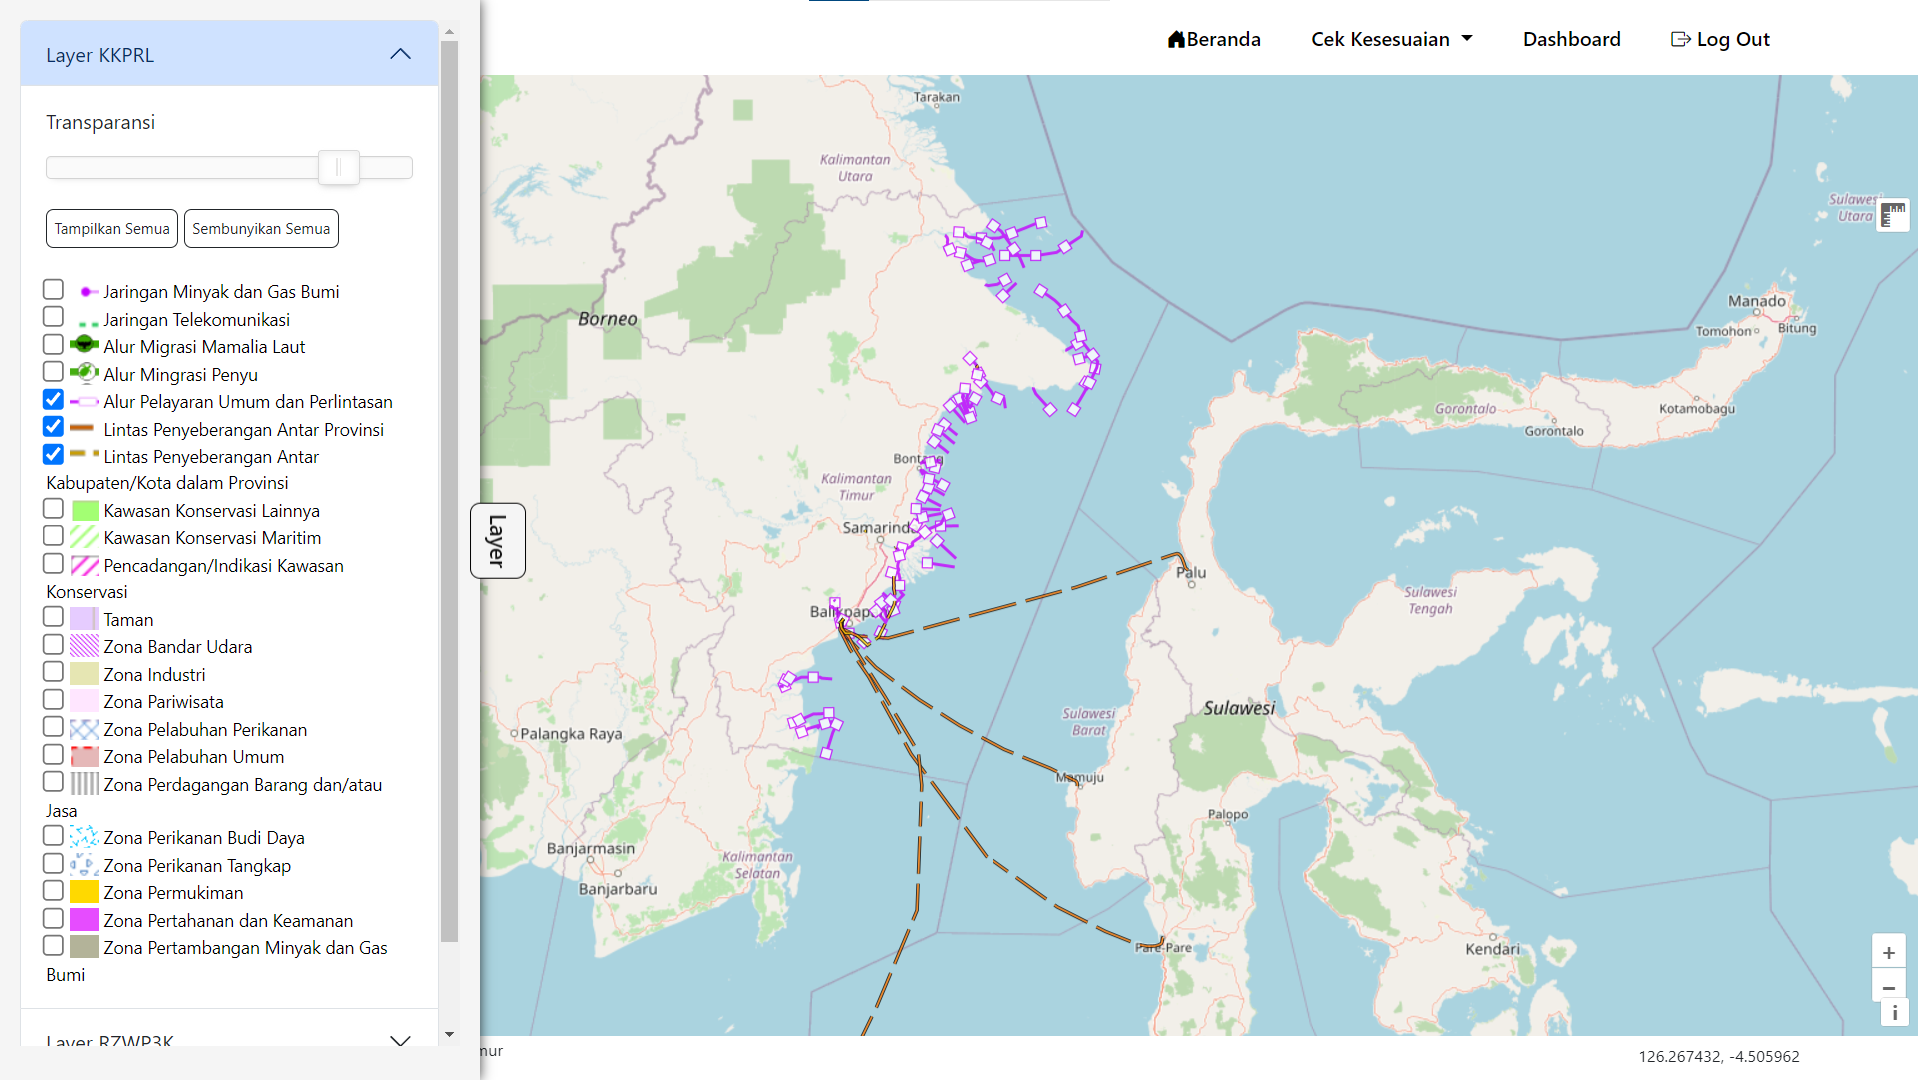 Layer KKPRL
Beranda
Cek Kesesuaian
Dashboard
Log Out
Transparansi
Tampilkan Semua
Sembunyikan Semua
Jaringan Minyak dan Gas Bumi
Jaringan Telekomunikasi
Alur Migrasi Mamalia Laut
Alur Mingrasi Penyu
Alur Pelayaran Umum dan Perlintasan
Lintas Penyeberangan Antar Provinsi
Lintas Penyeberangan Antar
Kabupaten/Kota dalam Provinsi
Kawasan Konservasi Lainnya
Kawasan Konservasi Maritim
Pencadangan/Indikasi Kawasan
Konservasi
Taman
Zona Bandar Udara
Zona Industri
Zona Pariwisata
Zona Pelabuhan Perikanan
Zona Pelabuhan Umum
Zona Perdagangan Barang dan/atau
Jasa
Zona Perikanan Budi Daya
Zona Perikanan Tangkap
Zona Permukiman
Zona Pertahanan dan Keamanan
Zona Pertambangan Minyak dan Gas
Bumi
Layer RZWP3K
Layer
Tarakan
Kalimantan
Utara
Sulawesi
Utara
Borneo
Manado
Tomohon
Bitung
Gorontalo
Kotamobagu
Gorontalo
Bontang
Kalimantan
Timur
Samarinda
Palu
Sulawesi
Tengah
Balikpapan
Sulawesi
Sulawesi
Barat
Palangka Raya
Mamuju
Palopo
Banjarmasin
Kalimantan
Selatan
Banjarbaru
Pare-Pare
Kendari
+
−
i
mur
126.267432, -4.505962